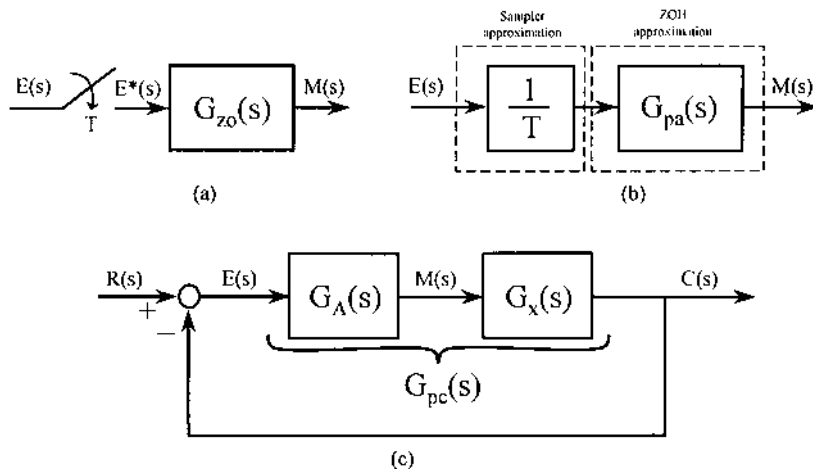 Sampler
approximation
ZOH
approximation
E(s)
T
E*(s)
G_zo(s)
M(s)
E(s)
1
T
G_pa(s)
M(s)
(a)
(b)
R(s)
+
−
E(s)
G_A(s)
M(s)
G_x(s)
C(s)
G_pc(s)
(c)